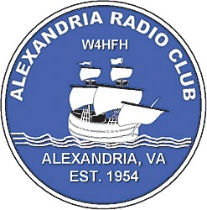 ALEXANDRIA RADIO CLUB
W4HFH
ALEXANDRIA, VA
EST. 1954